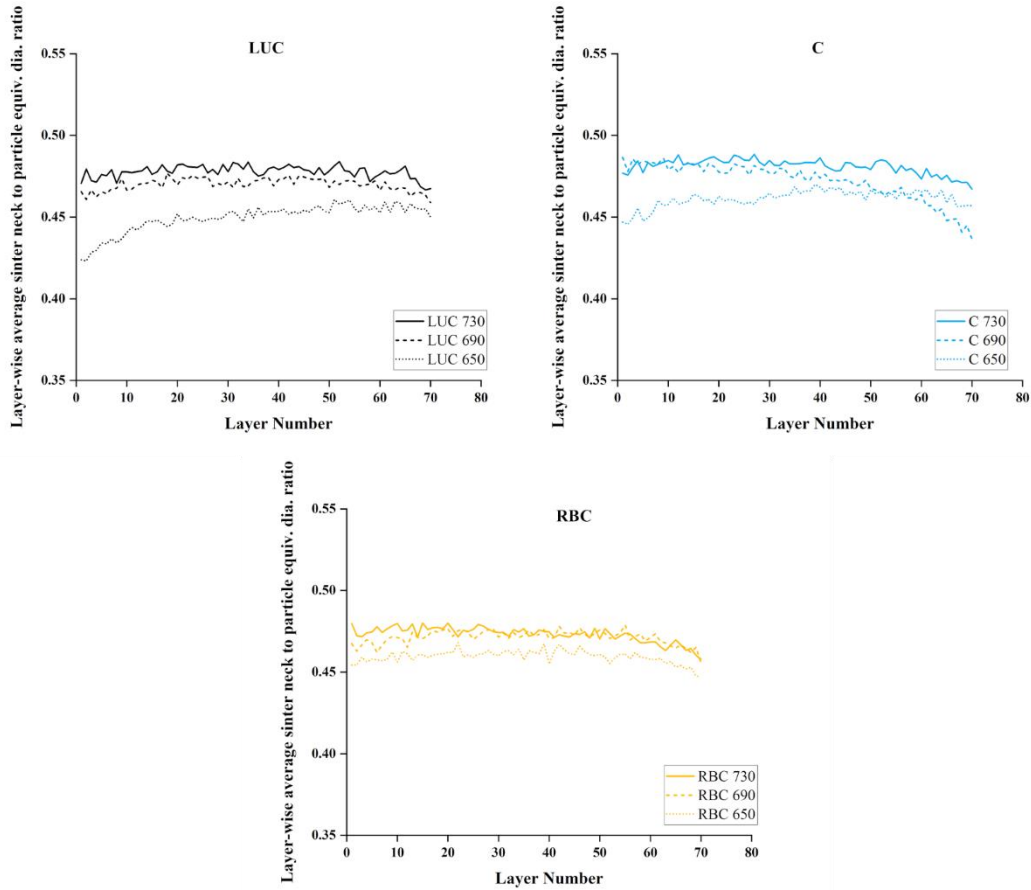 LUC
Layer-wise average sinter neck to particle equiv. dia. ratio
0.55
0.50
0.45
0.40
0.35
0
10
20
30
40
50
60
70
80
Layer Number
LUC 730
LUC 690
LUC 650
C
Layer-wise average sinter neck to particle equiv. dia. ratio
0.55
0.50
0.45
0.40
0.35
0
10
20
30
40
50
60
70
80
Layer Number
C 730
C 690
C 650
RBC
Layer-wise average sinter neck to particle equiv. dia. ratio
0.55
0.50
0.45
0.40
0.35
0
10
20
30
40
50
60
70
80
Layer Number
RBC 730
RBC 690
RBC 650